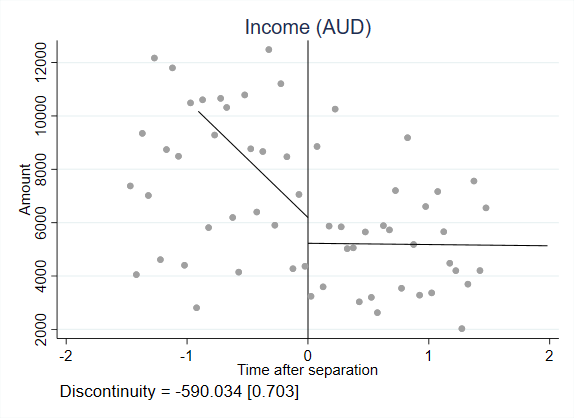 Income (AUD)
12000
10000
8000
6000
4000
2000
Amount
-2
-1
0
1
2
Time after separation
Discontinuity = -590.034 [0.703]